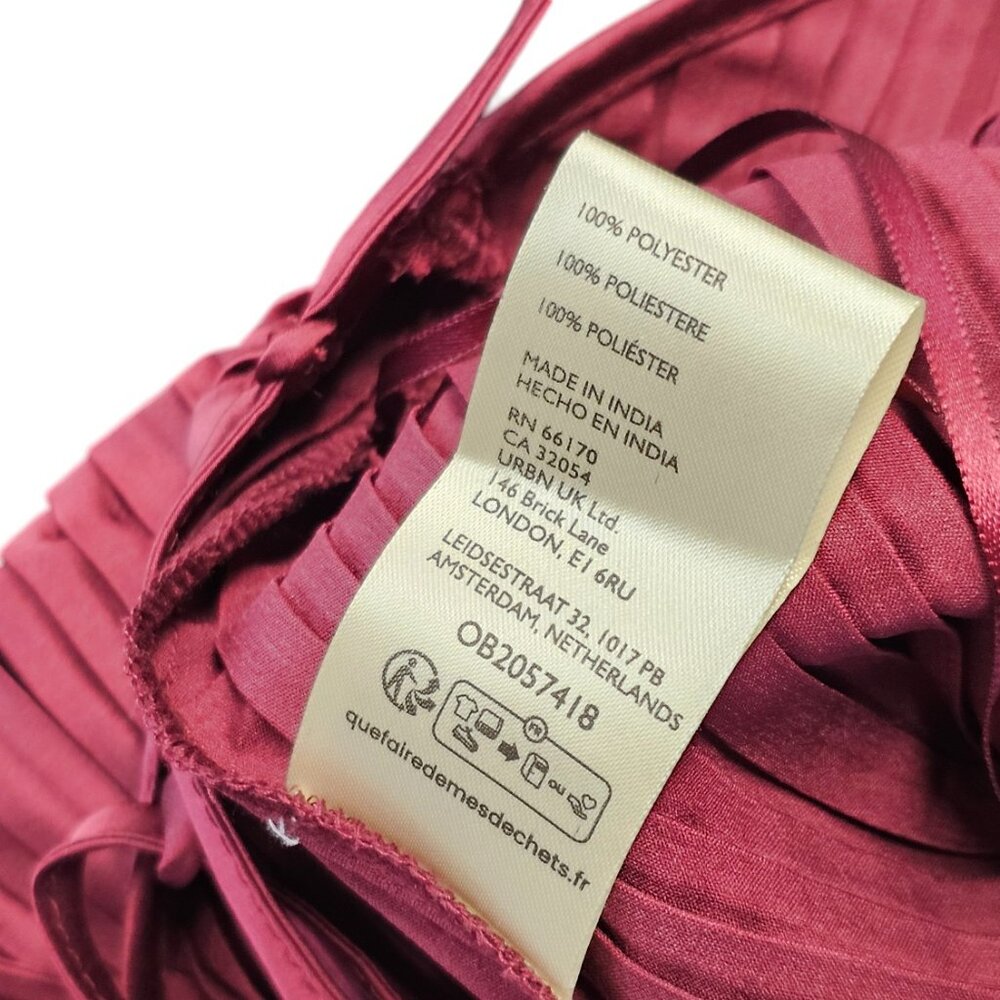 100% POLYESTER
100% POLIESTERE
100% POLIÉSTER
MADE IN INDIA
HECHO EN INDIA
RN 66170
CA 32054
URBN UK Ltd.
146 Brick Lane
LONDON, E1 6RU
LEIDSESTRAAT 32, 1017 PB
AMSTERDAM, NETHERLANDS
OB2057418
FR
ou
quefairedemesdechets.fr